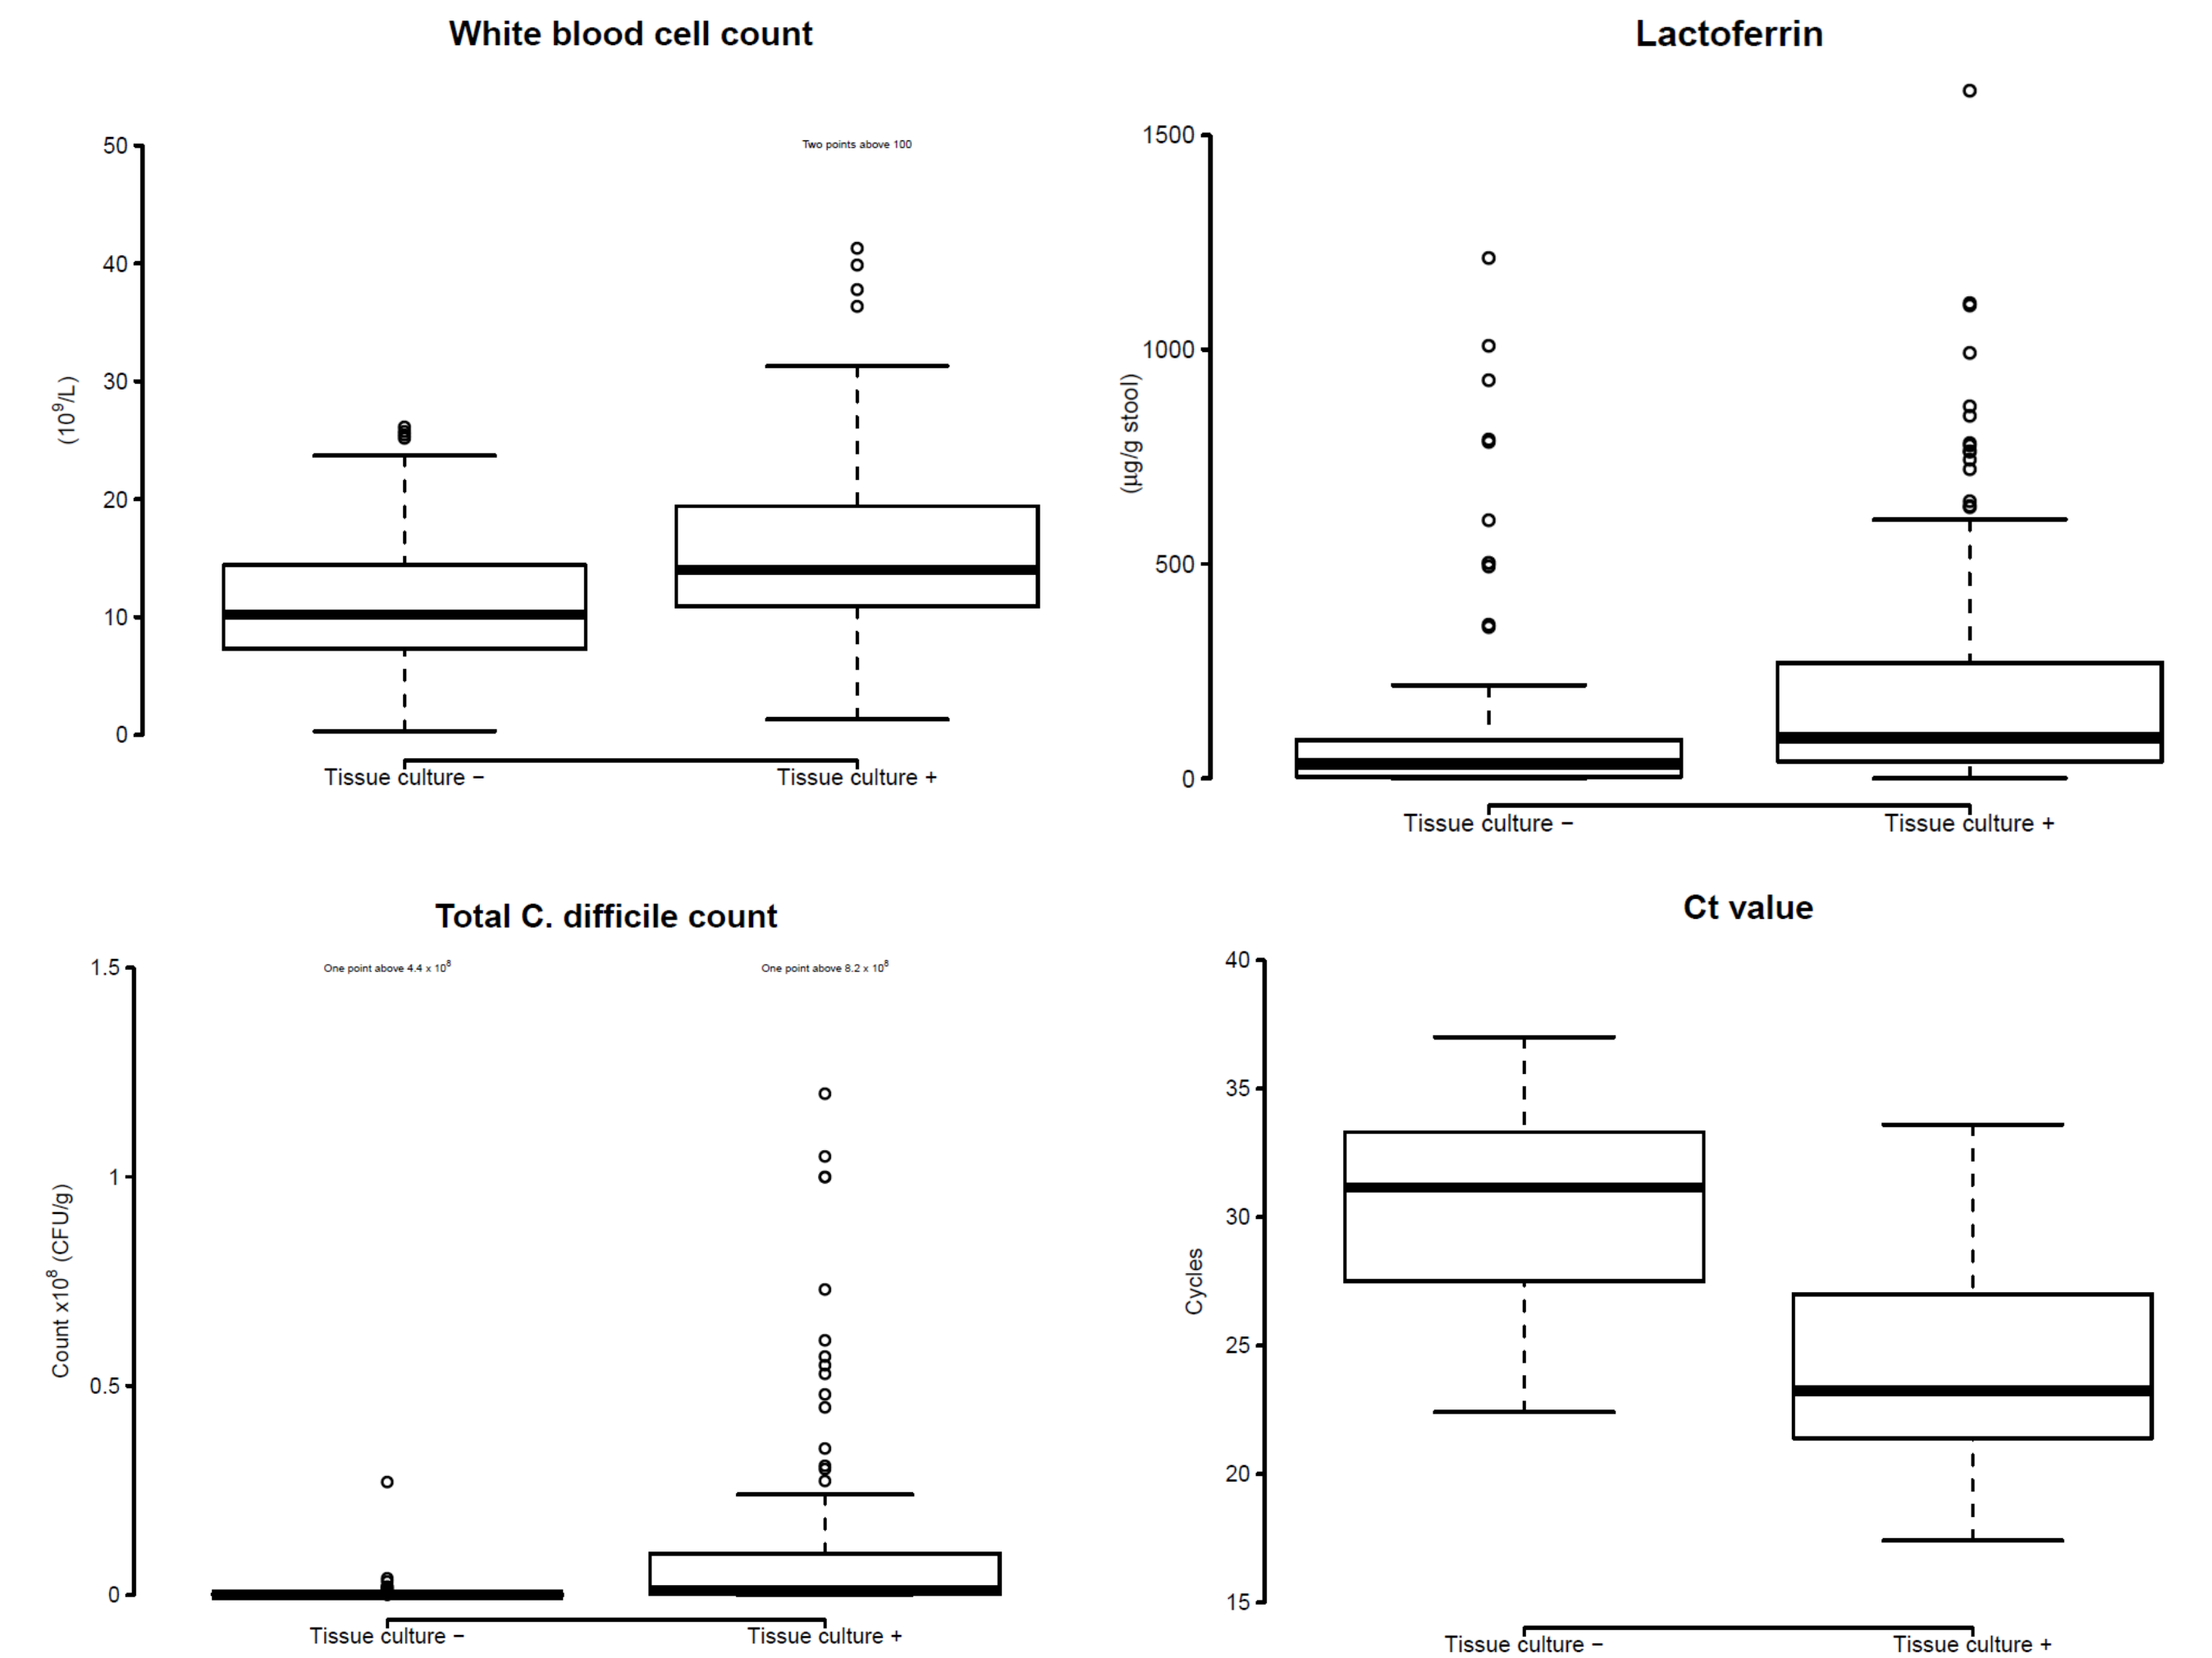 White blood cell count
50
40
30
20
10
0
(10⁹/L)
Two points above 100
Tissue culture −
Tissue culture +
Lactoferrin
1500
1000
500
0
(µg/g stool)
Tissue culture −
Tissue culture +
Total C. difficile count
1.5
1
0.5
0
Count x10⁸ (CFU/g)
One point above 4.4 x 10⁸
One point above 8.2 x 10⁸
Tissue culture −
Tissue culture +
Ct value
40
35
30
25
20
15
Cycles
Tissue culture −
Tissue culture +